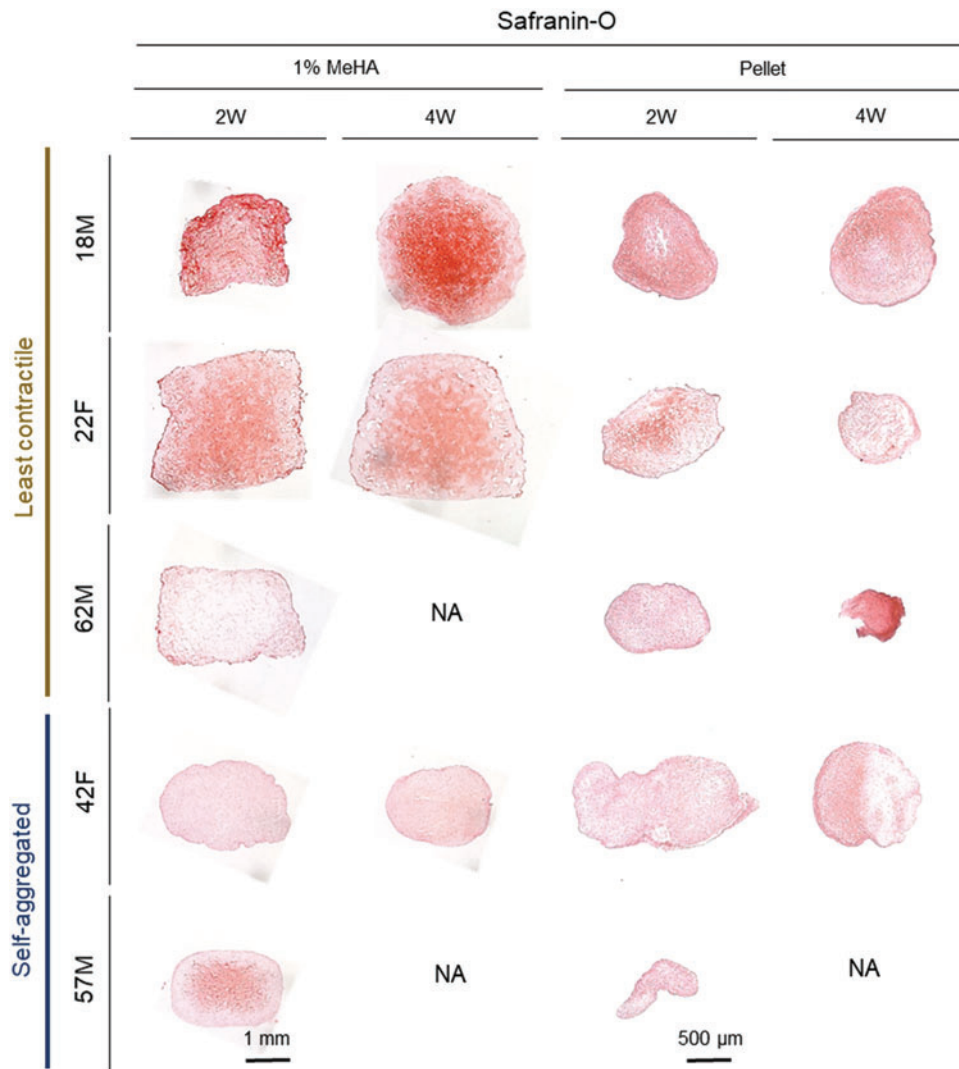 Safranin-O
1% MeHA Pellet
2W 4W 2W 4W
Least contractile
18M
22F
62M NA
Self-aggregated
42F
57M NA NA
1 mm 500 μm